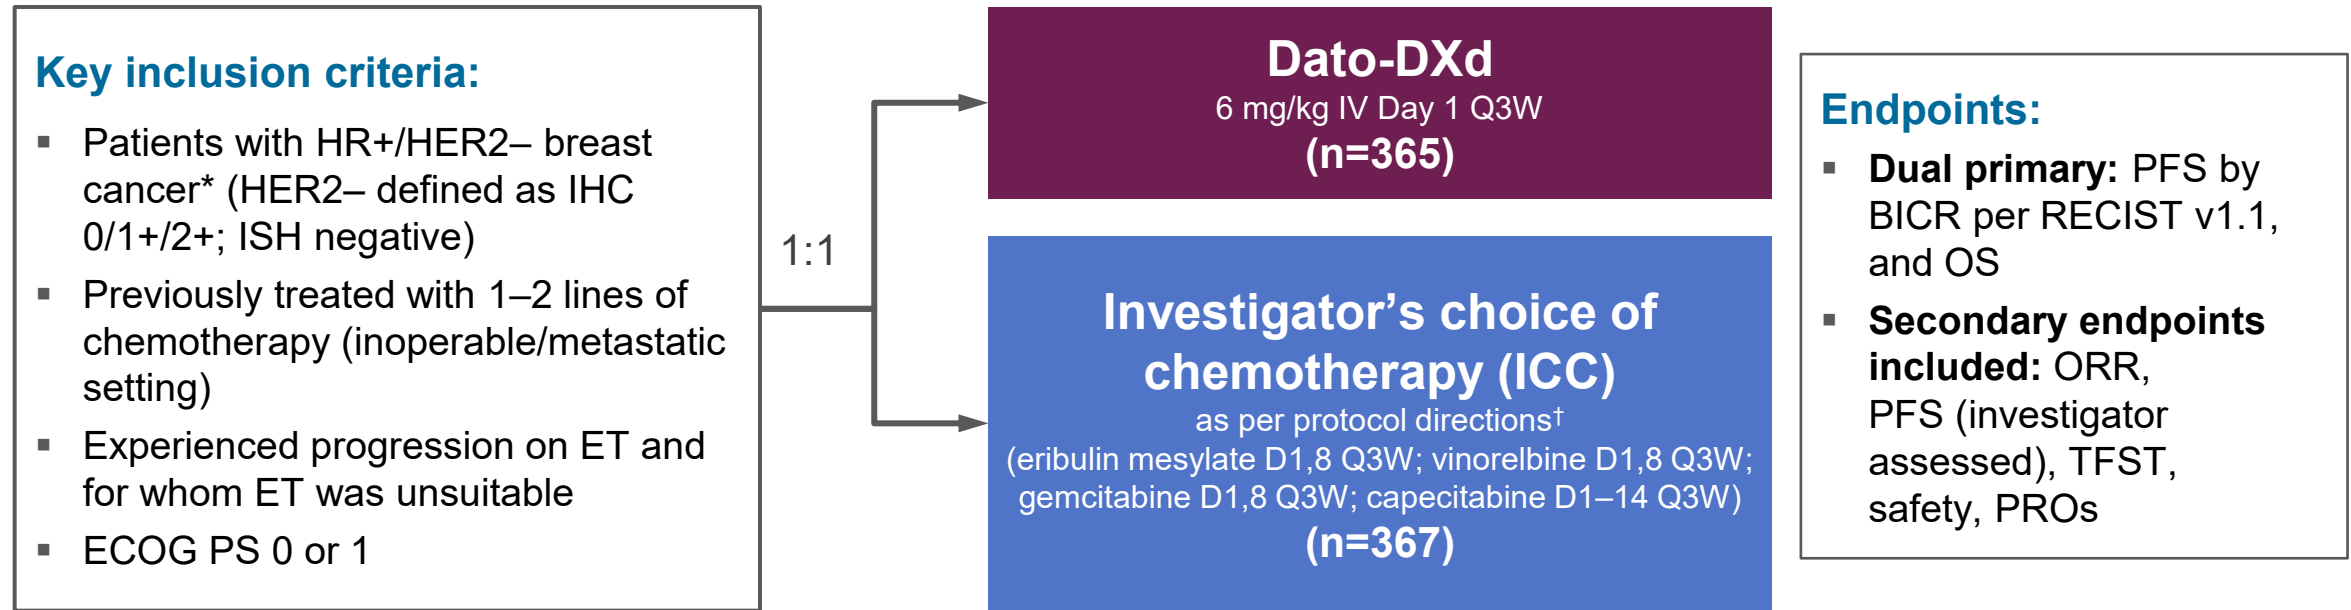 Key inclusion criteria:
▪ Patients with HR+/HER2– breast
cancer* (HER2– defined as IHC
0/1+/2+; ISH negative)
▪ Previously treated with 1–2 lines of
chemotherapy (inoperable/metastatic
setting)
▪ Experienced progression on ET and
for whom ET was unsuitable
▪ ECOG PS 0 or 1
1:1
Dato-DXd
6 mg/kg IV Day 1 Q3W
(n=365)
Investigator’s choice of
chemotherapy (ICC)
as per protocol directions†
(eribulin mesylate D1,8 Q3W; vinorelbine D1,8 Q3W;
gemcitabine D1,8 Q3W; capecitabine D1–14 Q3W)
(n=367)
Endpoints:
▪ Dual primary: PFS by
BICR per RECIST v1.1,
and OS
▪ Secondary endpoints
included: ORR,
PFS (investigator
assessed), TFST,
safety, PROs